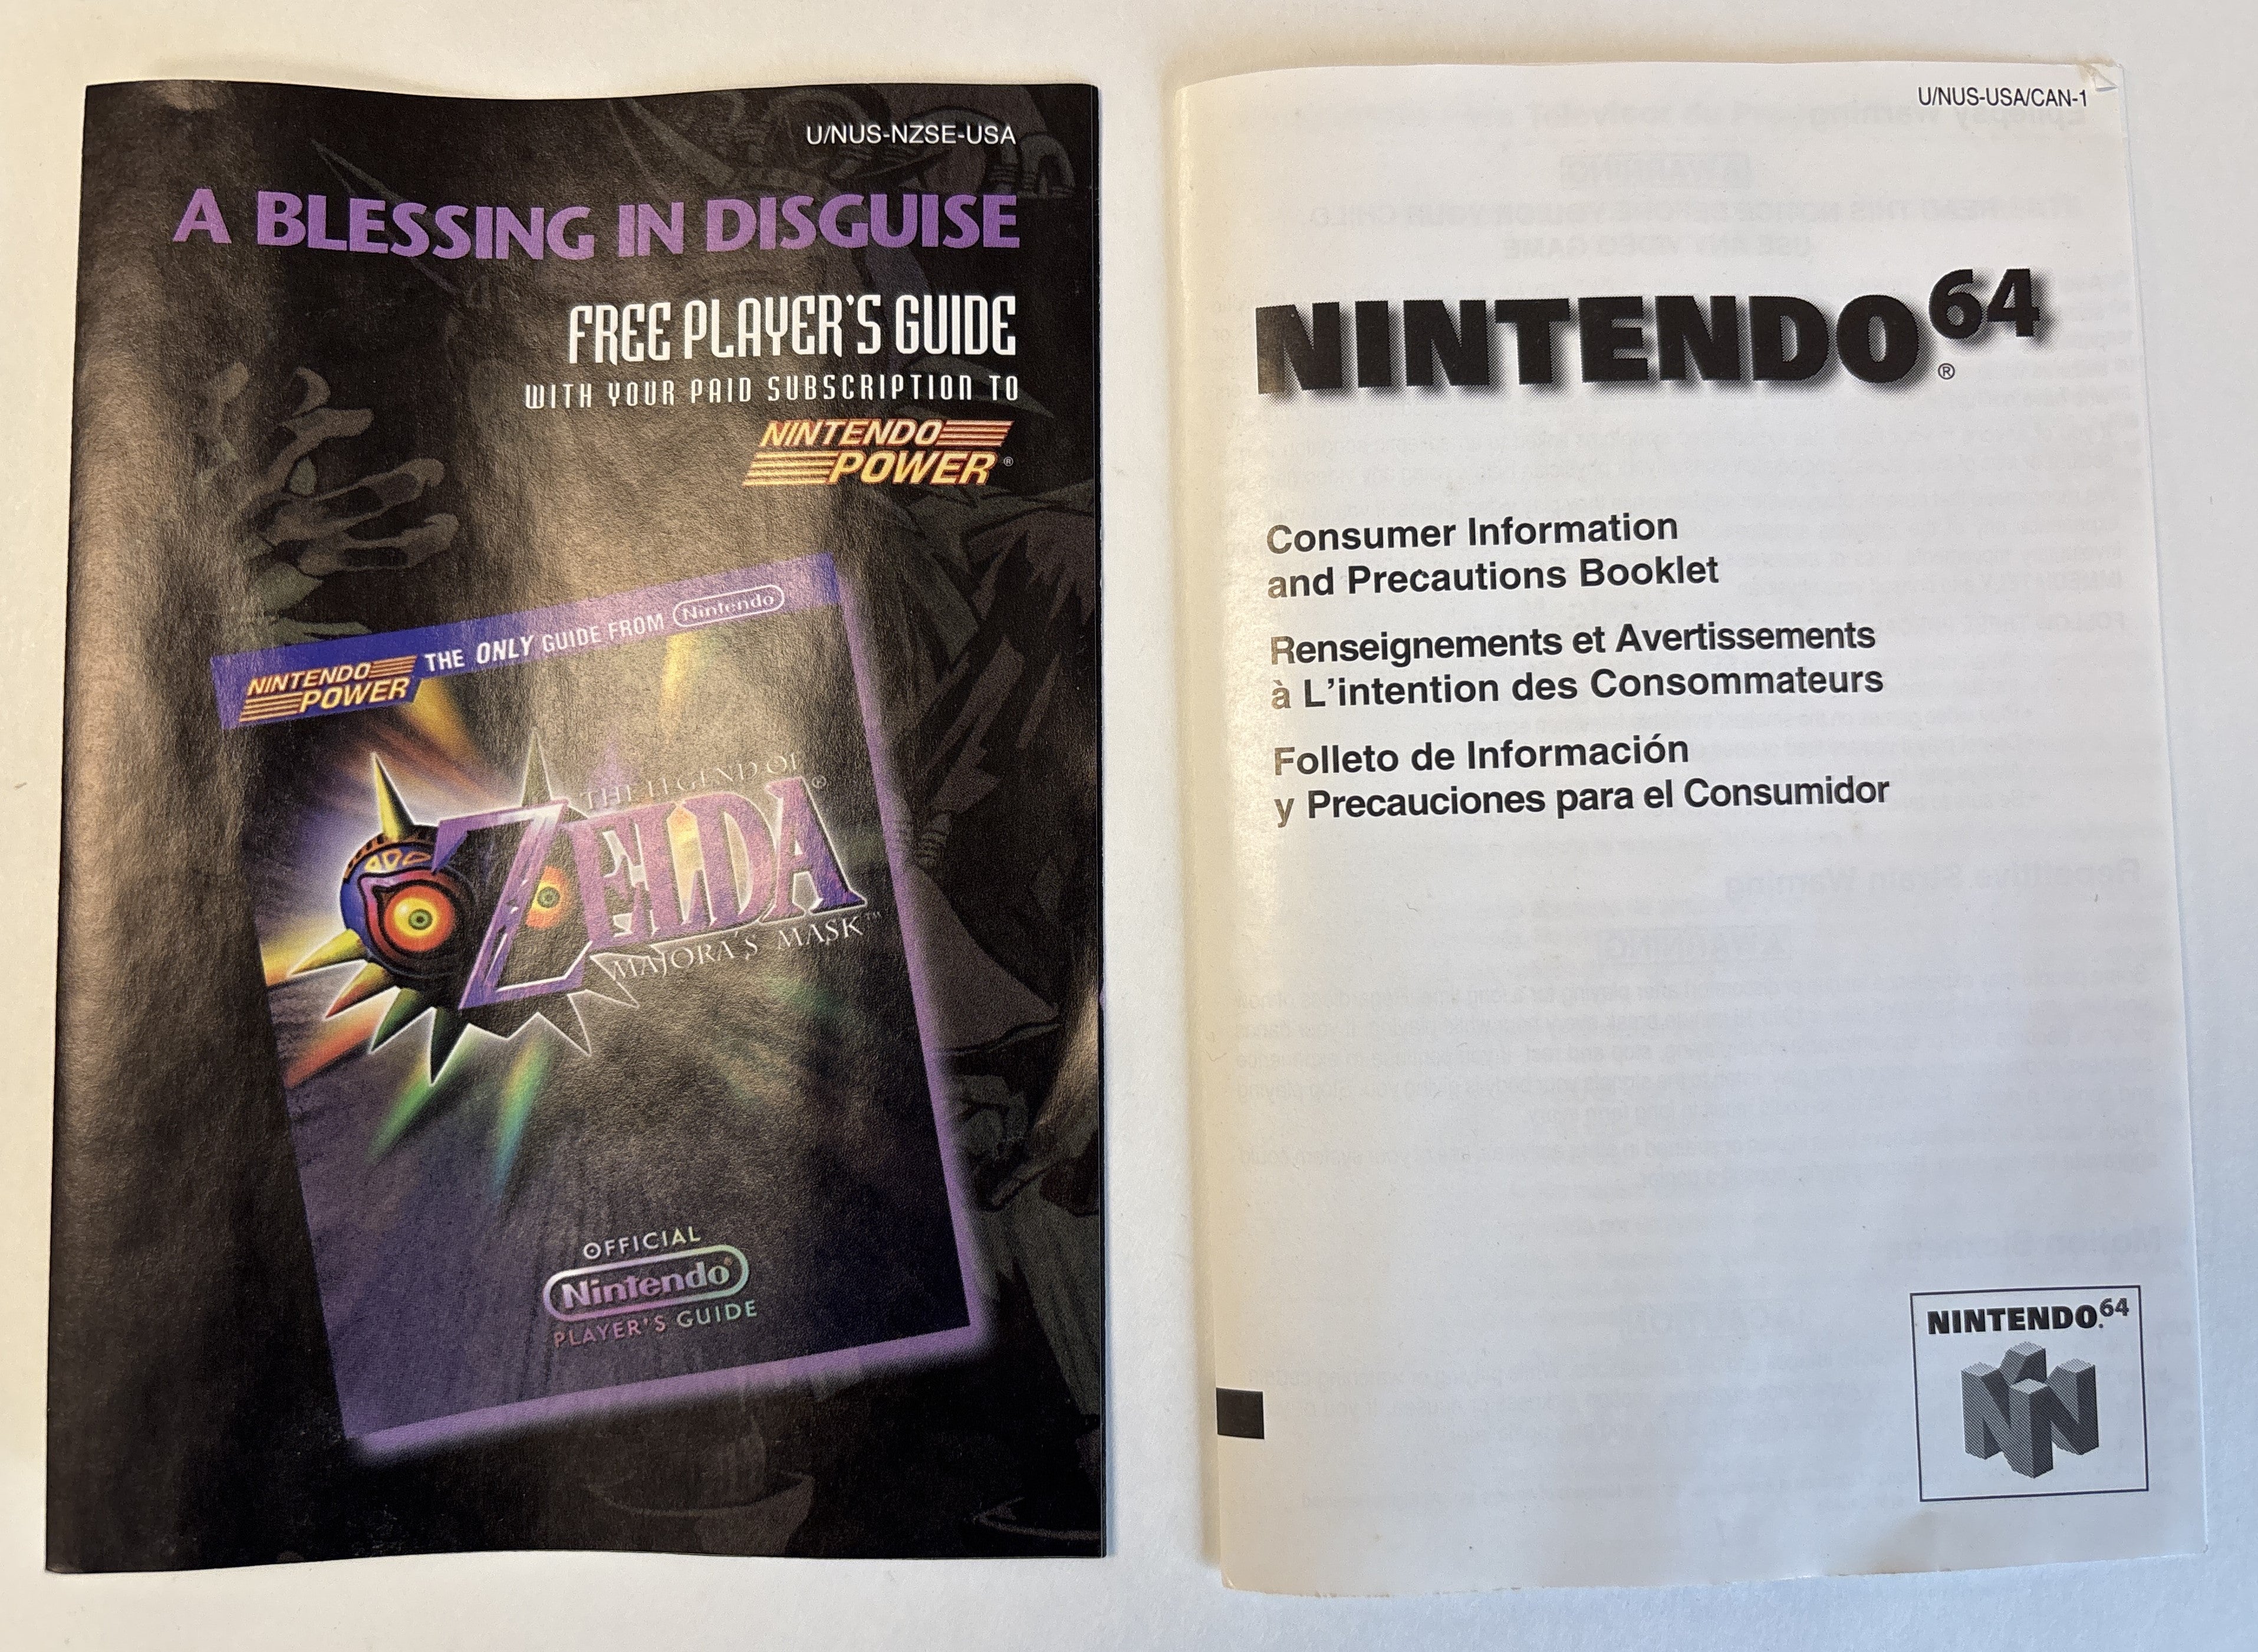 U/NUS-NZSE-USA
A BLESSING IN DISGUISE
FREE PLAYER'S GUIDE
WITH YOUR PAID SUBSCRIPTION TO
NINTENDO
POWER®
NINTENDO
POWER
THE ONLY GUIDE FROM Nintendo
THE LEGEND OF
ZELDA®
MAJORA'S MASK™
OFFICIAL
Nintendo®
PLAYER'S GUIDE
U/NUS-USA/CAN-1
NINTENDO64®
Consumer Information
and Precautions Booklet
Renseignements et Avertissements
à L'intention des Consommateurs
Folleto de Información
y Precauciones para el Consumidor
NINTENDO64